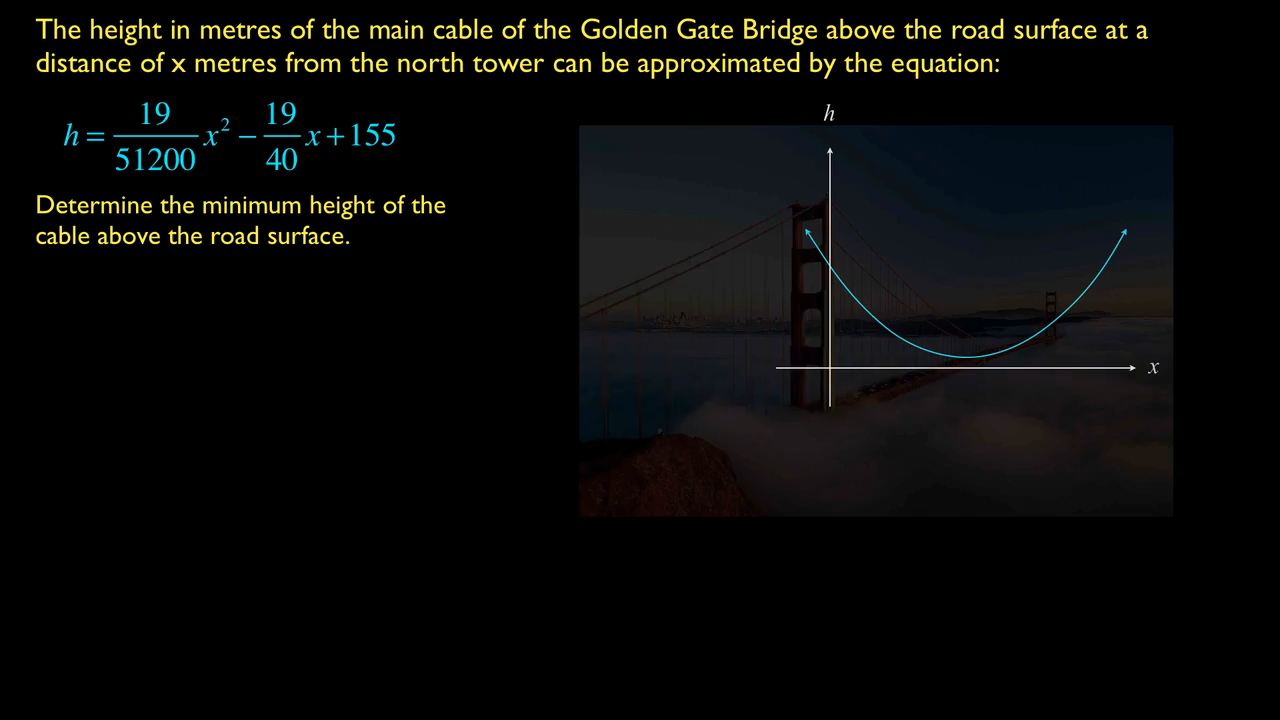 The height in metres of the main cable of the Golden Gate Bridge above the road surface at a
distance of x metres from the north tower can be approximated by the equation:
h = 19/51200 x² − 19/40 x + 155
Determine the minimum height of the
cable above the road surface.
h
x